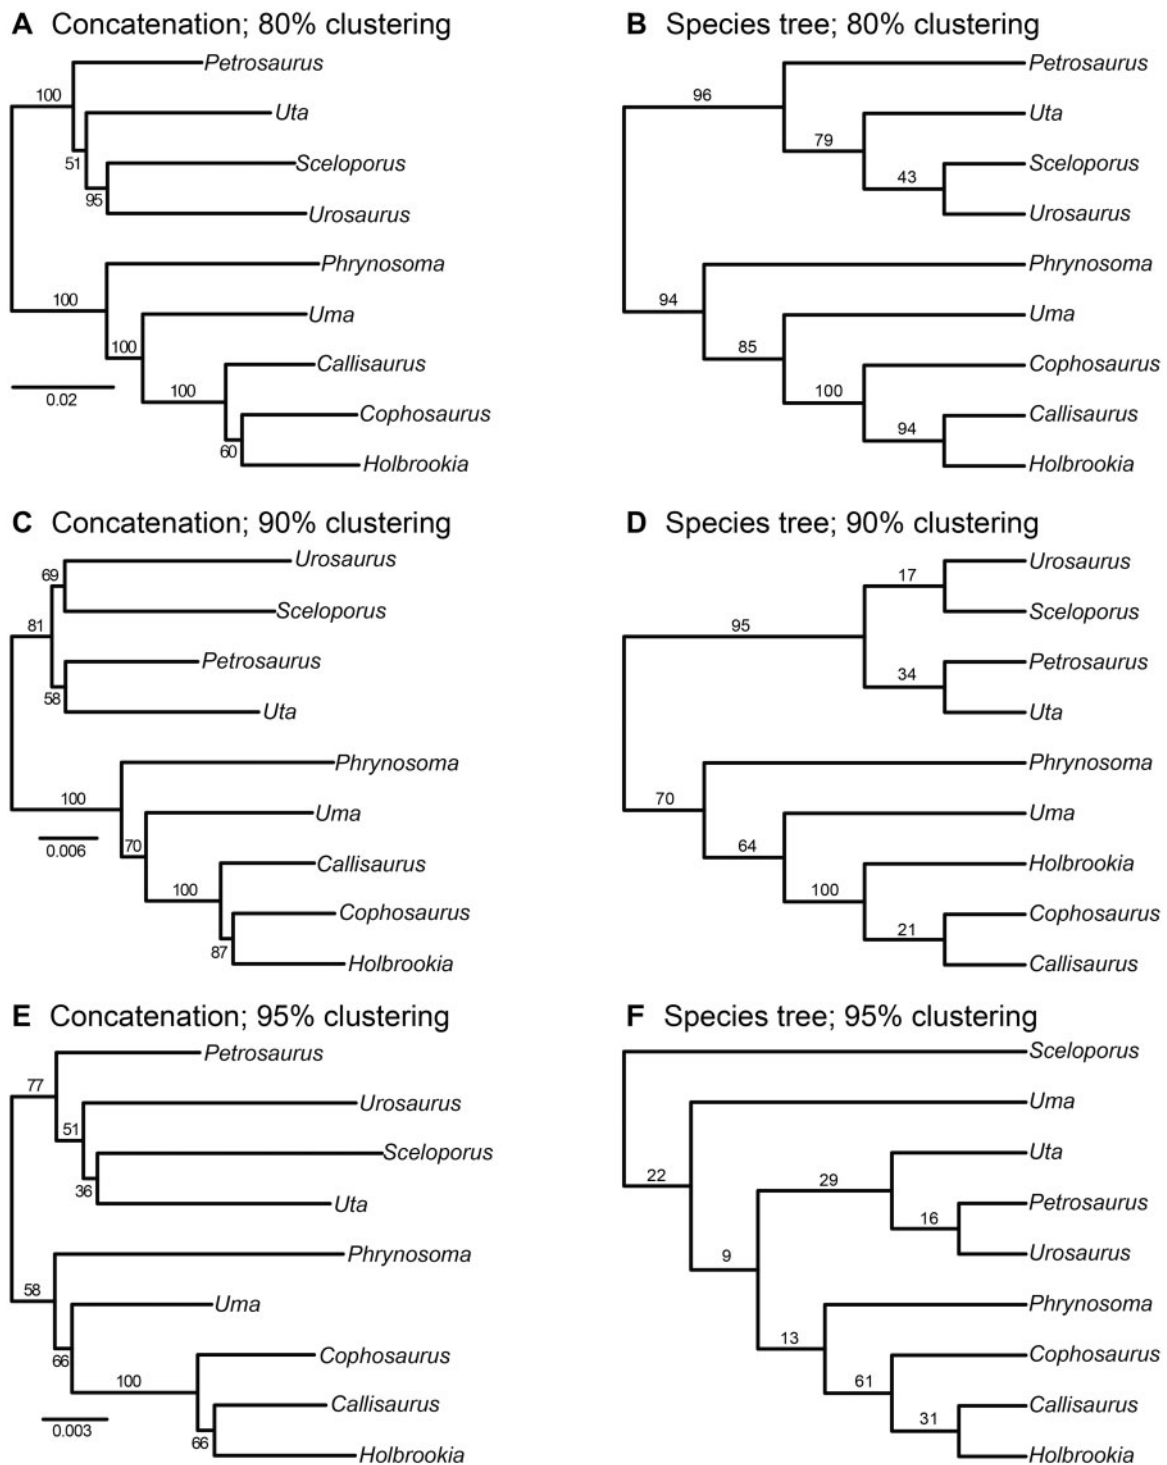 A Concatenation; 80% clustering
Petrosaurus
100
Uta
51
Sceloporus
95
Urosaurus
Phrynosoma
100
Uma
100
Callisaurus
100
0.02
Cophosaurus
60
Holbrookia
B Species tree; 80% clustering
Petrosaurus
96
Uta
79
Sceloporus
43
Urosaurus
Phrynosoma
94
Uma
85
Cophosaurus
100
Callisaurus
94
Holbrookia
C Concatenation; 90% clustering
Urosaurus
69
Sceloporus
81
Petrosaurus
58
Uta
Phrynosoma
100
Uma
0.006
70
Callisaurus
100
Cophosaurus
87
Holbrookia
D Species tree; 90% clustering
Urosaurus
17
Sceloporus
95
Petrosaurus
34
Uta
Phrynosoma
70
Uma
64
Holbrookia
100
Cophosaurus
21
Callisaurus
E Concatenation; 95% clustering
Petrosaurus
77
Urosaurus
51
Sceloporus
36
Uta
Phrynosoma
58
Uma
66
Cophosaurus
100
Callisaurus
0.003
66
Holbrookia
F Species tree; 95% clustering
Sceloporus
Uma
Uta
22
29
Petrosaurus
16
Urosaurus
9
Phrynosoma
13
Cophosaurus
61
Callisaurus
31
Holbrookia